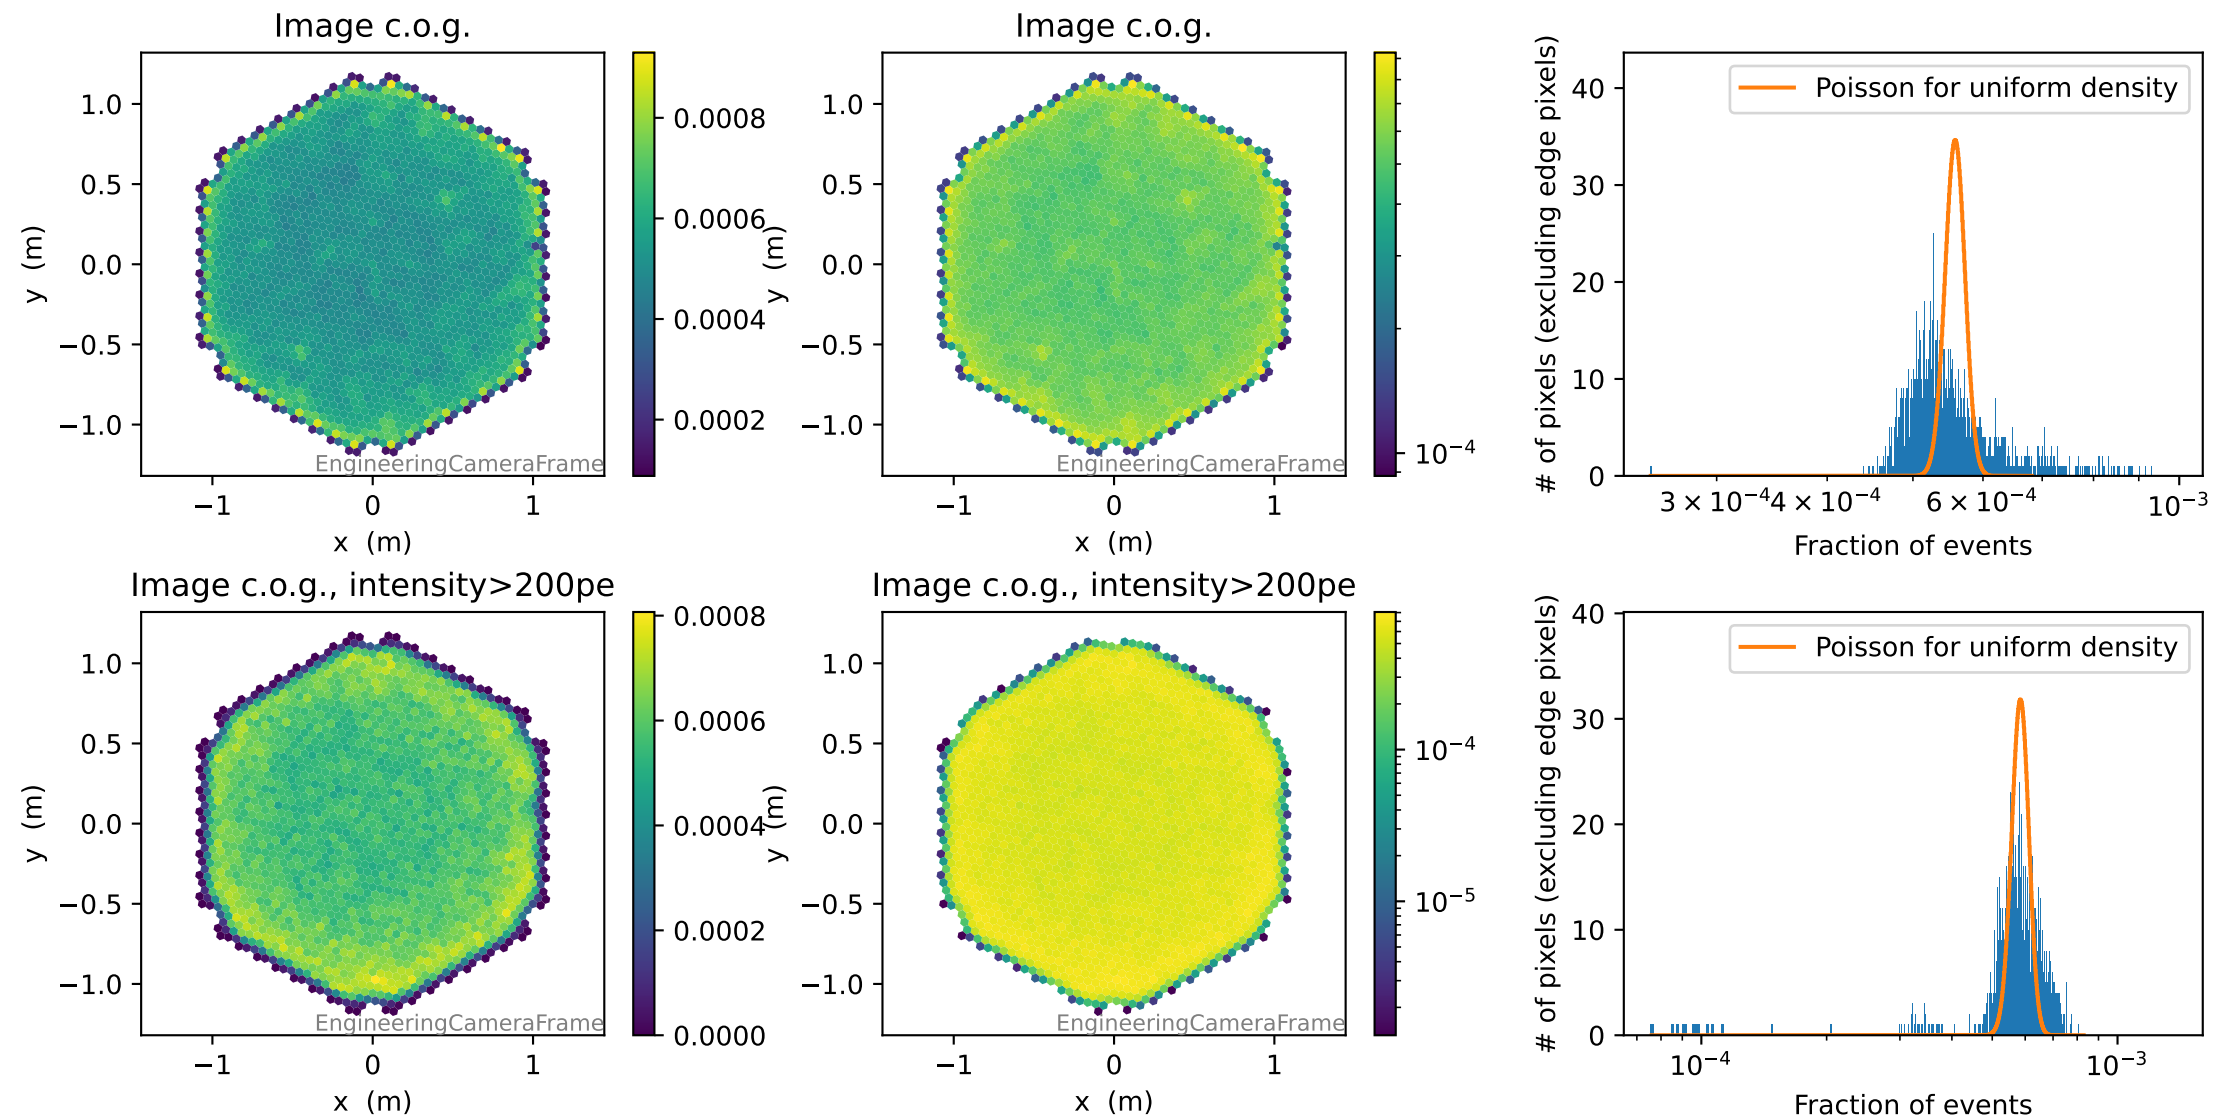 Image c.o.g.
1.0
0.5
0.0
−0.5
−1.0
y (m)
−1
0
1
x (m)
EngineeringCameraFrame
0.0008
0.0006
0.0004
0.0002
Image c.o.g.
1.0
0.5
0.0
−0.5
−1.0
y (m)
−1
0
1
x (m)
EngineeringCameraFrame
10⁻⁴
Poisson for uniform density
40
30
20
10
0
# of pixels (excluding edge pixels)
3 × 10⁻⁴
4 × 10⁻⁴
6 × 10⁻⁴
10⁻³
Fraction of events
Image c.o.g., intensity>200pe
1.0
0.5
0.0
−0.5
−1.0
y (m)
−1
0
1
x (m)
EngineeringCameraFrame
0.0008
0.0006
0.0004
0.0002
0.0000
Image c.o.g., intensity>200pe
1.0
0.5
0.0
−0.5
−1.0
y (m)
−1
0
1
x (m)
EngineeringCameraFrame
10⁻⁴
10⁻⁵
Poisson for uniform density
40
30
20
10
0
# of pixels (excluding edge pixels)
10⁻⁴
10⁻³
Fraction of events